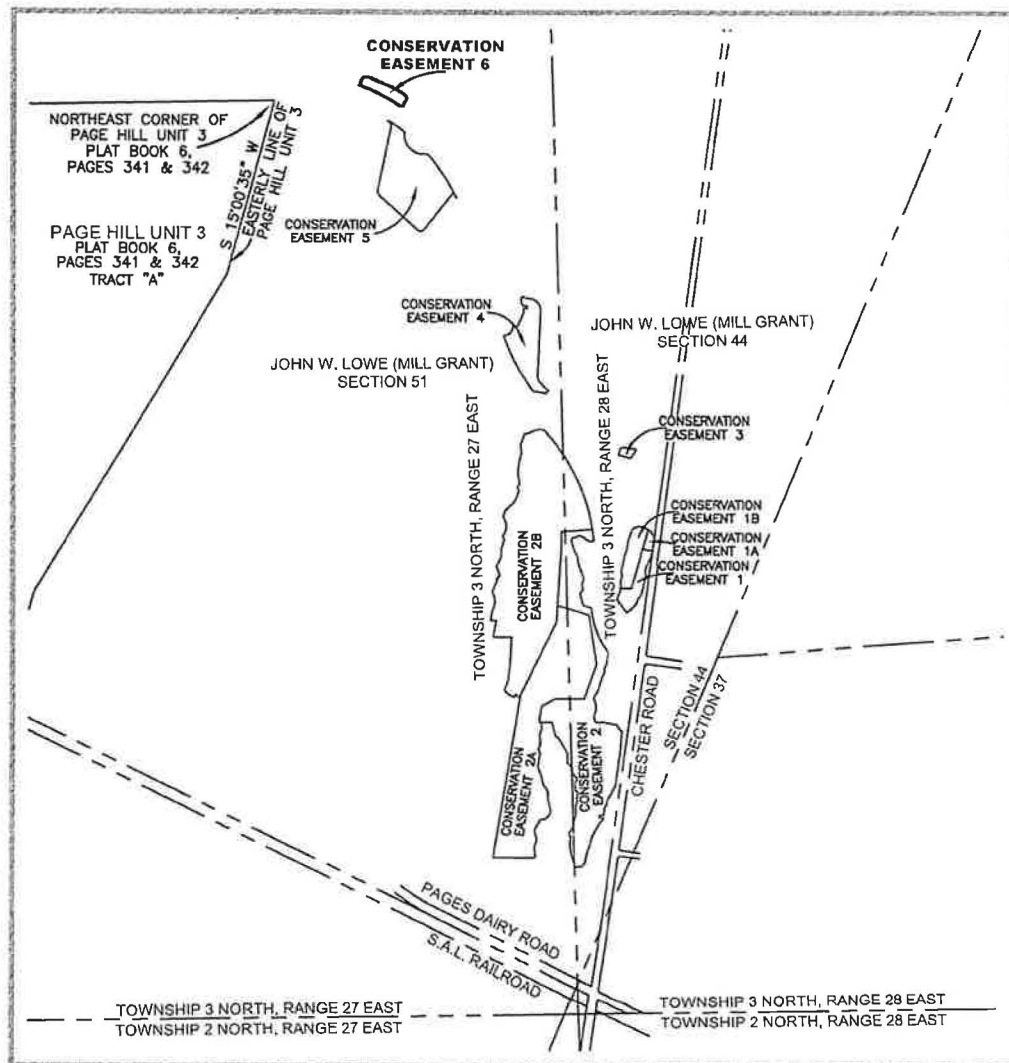 CONSERVATION
EASEMENT 6
NORTHEAST CORNER OF
PAGE HILL UNIT 3
PLAT BOOK 6,
PAGES 341 & 342
S 15°00'35" W
EASTERLY LINE OF
PAGE HILL UNIT 3
PAGE HILL UNIT 3
PLAT BOOK 6,
PAGES 341 & 342
TRACT "A"
CONSERVATION
EASEMENT 5
CONSERVATION
EASEMENT 4
JOHN W. LOWE (MILL GRANT)
SECTION 44
JOHN W. LOWE (MILL GRANT)
SECTION 51
TOWNSHIP 3 NORTH, RANGE 27 EAST
TOWNSHIP 3 NORTH, RANGE 28 EAST
CONSERVATION
EASEMENT 3
CONSERVATION
EASEMENT 1B
CONSERVATION
EASEMENT 1A
CONSERVATION
EASEMENT 1
CONSERVATION
EASEMENT 2B
CONSERVATION
EASEMENT 2A
CONSERVATION
EASEMENT 2
CHESTER ROAD
SECTION 44
SECTION 37
PAGES DAIRY ROAD
S.A.L. RAILROAD
TOWNSHIP 3 NORTH, RANGE 27 EAST
TOWNSHIP 2 NORTH, RANGE 27 EAST
TOWNSHIP 3 NORTH, RANGE 28 EAST
TOWNSHIP 2 NORTH, RANGE 28 EAST